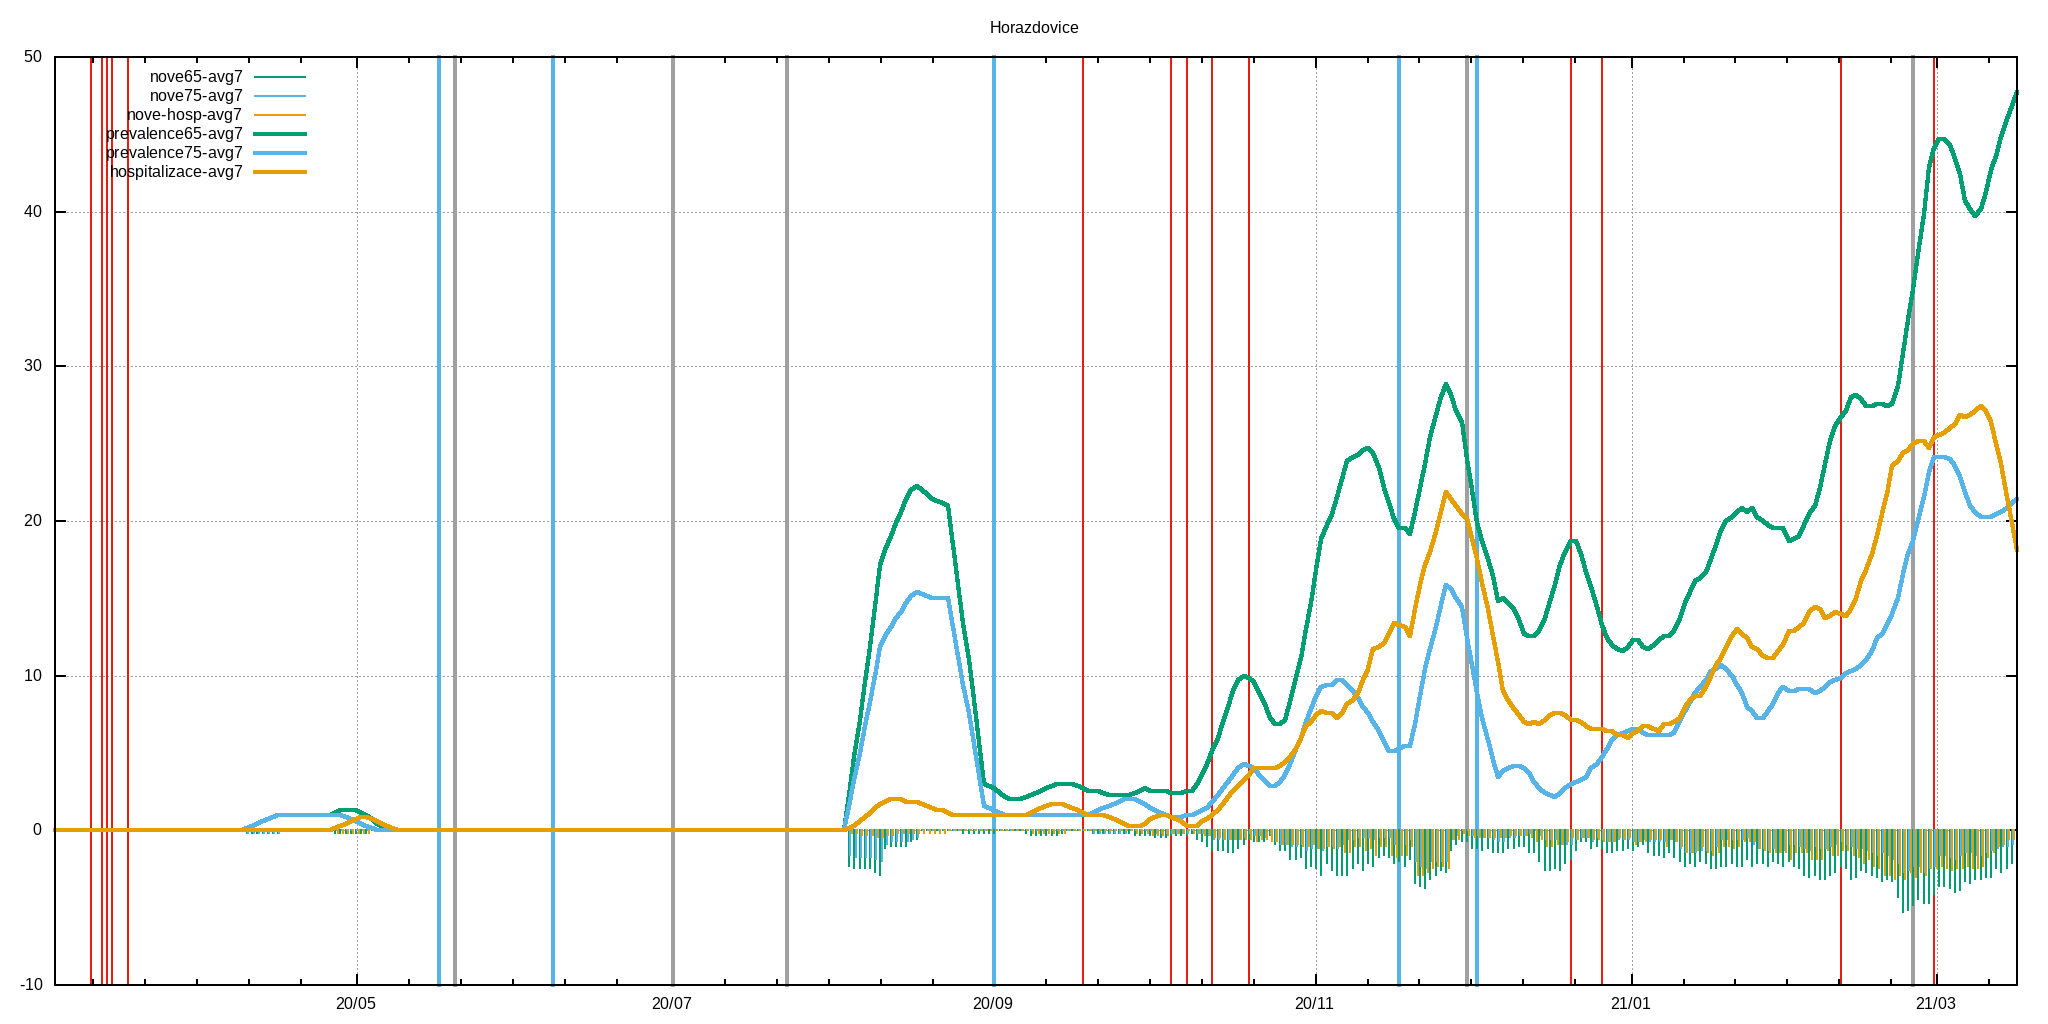 Horazdovice
50
nove65-avg7
nove75-avg7
nove-hosp-avg7
prevalence65-avg7
prevalence75-avg7
hospitalizace-avg7
40
30
20
10
0
-10
20/05
20/07
20/09
20/11
21/01
21/03